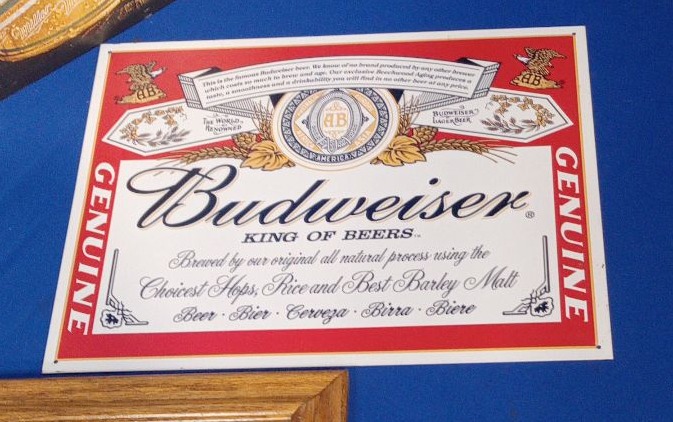 This is the famous Budweiser beer. We know of no brand produced by any other brewer
which costs so much to brew and age. Our exclusive Beechwood Aging produces a
taste, a smoothness and a drinkability you will find in no other beer at any price.
AB
AB
THE WORLD
RENOWNED
AB
AMERICA
BUDWEISER
LAGER BEER
GENUINE
Budweiser®
KING OF BEERS™
Brewed by our original all natural process using the
Choicest Hops, Rice and Best Barley Malt
Beer · Bier · Cerveza · Birra · Biere
GENUINE